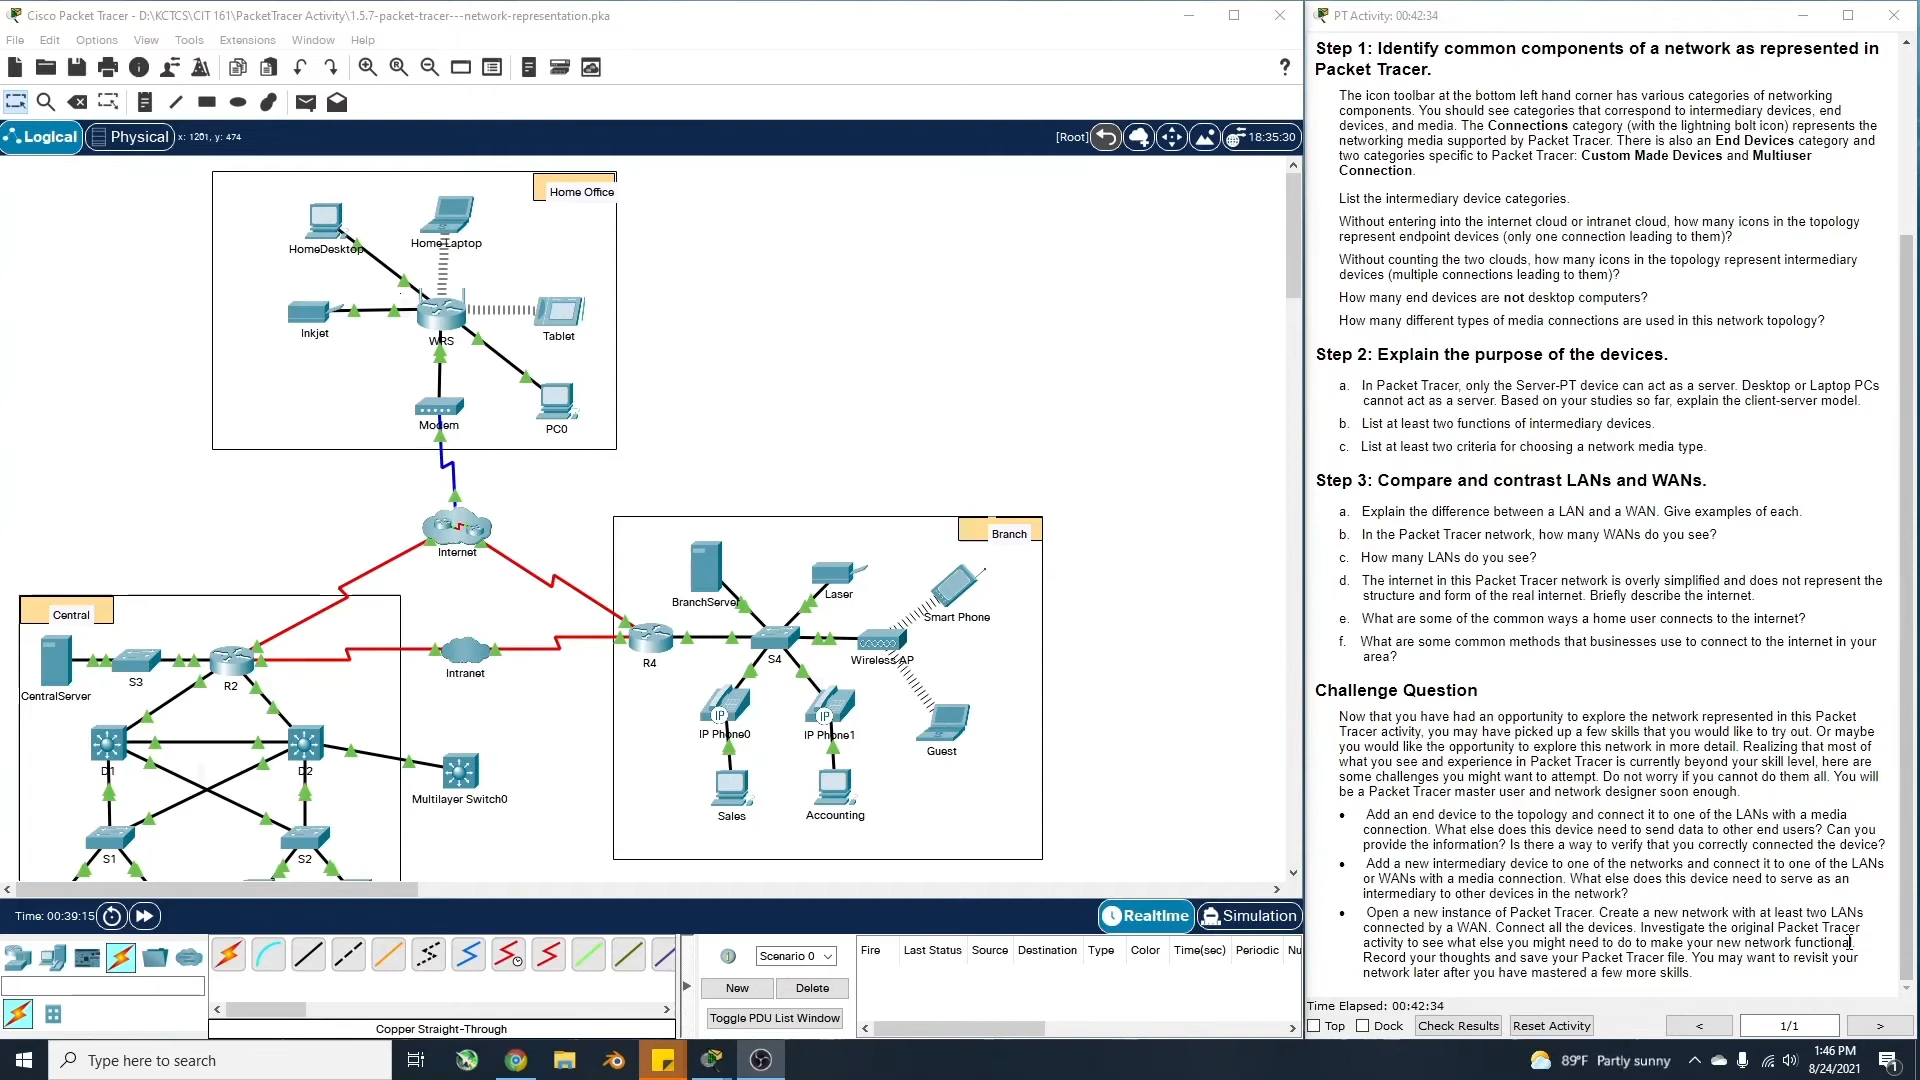 Cisco Packet Tracer - D:\KCTCS\CIT 161\PacketTracer Activity\1.5.7-packet-tracer---network-representation.pka
File Edit Options View Tools Extensions Window Help
Logical
Physical
x: 1201, y: 474
[Root]
18:35:30
Home Office
HomeDesktop
Home Laptop
Inkjet
WRS
Tablet
Modem
PC0
Internet
Branch
BranchServer
Laser
Smart Phone
Central
R4
S4
Wireless AP
CentralServer
S3
R2
Intranet
IP
IP Phone0
IP
IP Phone1
Guest
D1
D2
Multilayer Switch0
Sales
Accounting
S1
S2
Time: 00:39:15
Realtime
Simulation
Scenario 0
New
Delete
Toggle PDU List Window
Fire Last Status Source Destination Type Color Time(sec) Periodic Nu
Copper Straight-Through
PT Activity: 00:42:34
Step 1: Identify common components of a network as represented in
Packet Tracer.
The icon toolbar at the bottom left hand corner has various categories of networking
components. You should see categories that correspond to intermediary devices, end
devices, and media. The Connections category (with the lightning bolt icon) represents the
networking media supported by Packet Tracer. There is also an End Devices category and
two categories specific to Packet Tracer: Custom Made Devices and Multiuser
Connection.
List the intermediary device categories.
Without entering into the internet cloud or intranet cloud, how many icons in the topology
represent endpoint devices (only one connection leading to them)?
Without counting the two clouds, how many icons in the topology represent intermediary
devices (multiple connections leading to them)?
How many end devices are not desktop computers?
How many different types of media connections are used in this network topology?
Step 2: Explain the purpose of the devices.
a. In Packet Tracer, only the Server-PT device can act as a server. Desktop or Laptop PCs
cannot act as a server. Based on your studies so far, explain the client-server model.
b. List at least two functions of intermediary devices.
c. List at least two criteria for choosing a network media type.
Step 3: Compare and contrast LANs and WANs.
a. Explain the difference between a LAN and a WAN. Give examples of each.
b. In the Packet Tracer network, how many WANs do you see?
c. How many LANs do you see?
d. The internet in this Packet Tracer network is overly simplified and does not represent the
structure and form of the real internet. Briefly describe the internet.
e. What are some of the common ways a home user connects to the internet?
f. What are some common methods that businesses use to connect to the internet in your
area?
Challenge Question
Now that you have had an opportunity to explore the network represented in this Packet
Tracer activity, you may have picked up a few skills that you would like to try out. Or maybe
you would like the opportunity to explore this network in more detail. Realizing that most of
what you see and experience in Packet Tracer is currently beyond your skill level, here are
some challenges you might want to attempt. Do not worry if you cannot do them all. You will
be a Packet Tracer master user and network designer soon enough.
• Add an end device to the topology and connect it to one of the LANs with a media
connection. What else does this device need to send data to other end users? Can you
provide the information? Is there a way to verify that you correctly connected the device?
• Add a new intermediary device to one of the networks and connect it to one of the LANs
or WANs with a media connection. What else does this device need to serve as an
intermediary to other devices in the network?
• Open a new instance of Packet Tracer. Create a new network with at least two LANs
connected by a WAN. Connect all the devices. Investigate the original Packet Tracer
activity to see what else you might need to do to make your new network functional.
Record your thoughts and save your Packet Tracer file. You may want to revisit your
network later after you have mastered a few more skills.
Time Elapsed: 00:42:34
Top Dock Check Results Reset Activity < 1/1 >
Type here to search
89°F Partly sunny
1:46 PM
8/24/2021
1